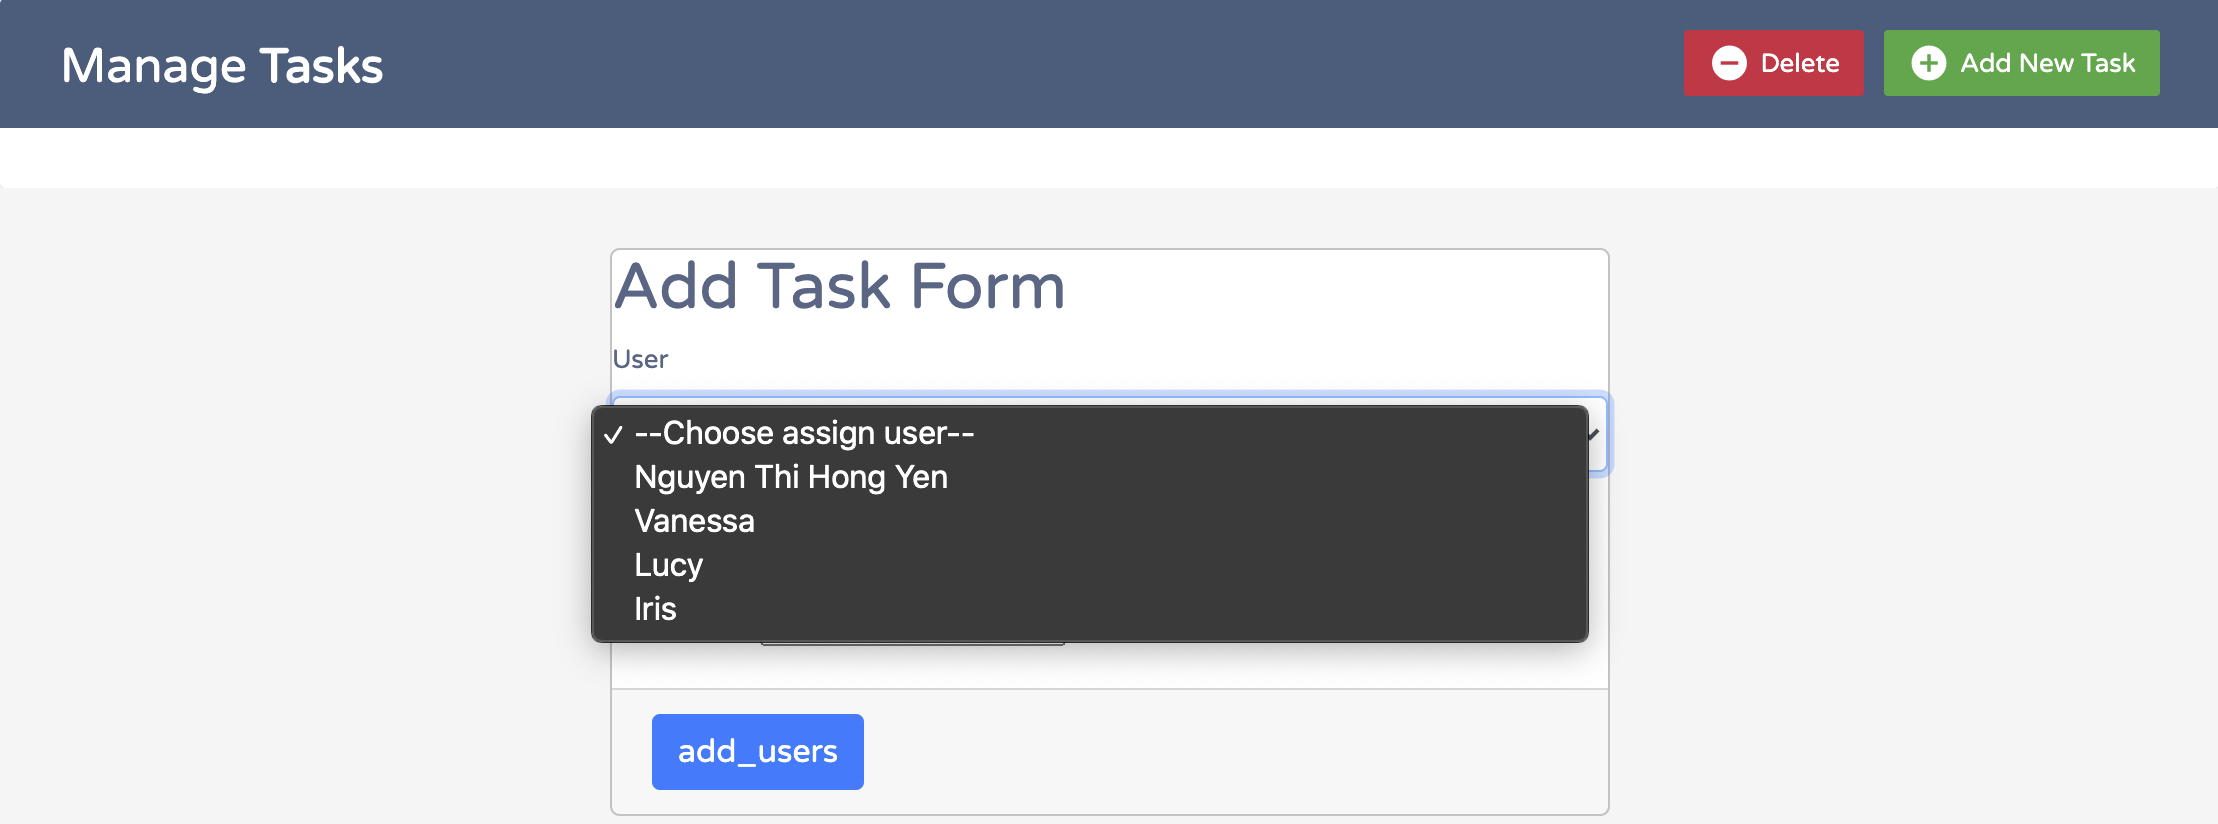 Manage Tasks
Delete
Add New Task
Add Task Form
User
--Choose assign user--
Nguyen Thi Hong Yen
Vanessa
Lucy
Iris
add_users